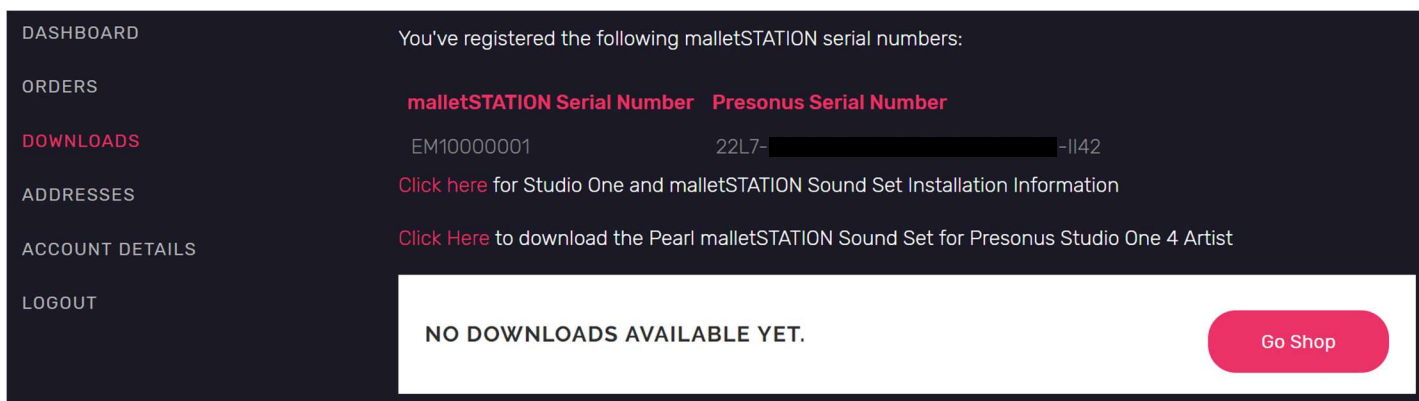 DASHBOARD
ORDERS
DOWNLOADS
ADDRESSES
ACCOUNT DETAILS
LOGOUT
You've registered the following malletSTATION serial numbers:
malletSTATION Serial Number Presonus Serial Number
EM10000001 22L7- -II42
Click here for Studio One and malletSTATION Sound Set Installation Information
Click Here to download the Pearl malletSTATION Sound Set for Presonus Studio One 4 Artist
NO DOWNLOADS AVAILABLE YET.
Go Shop